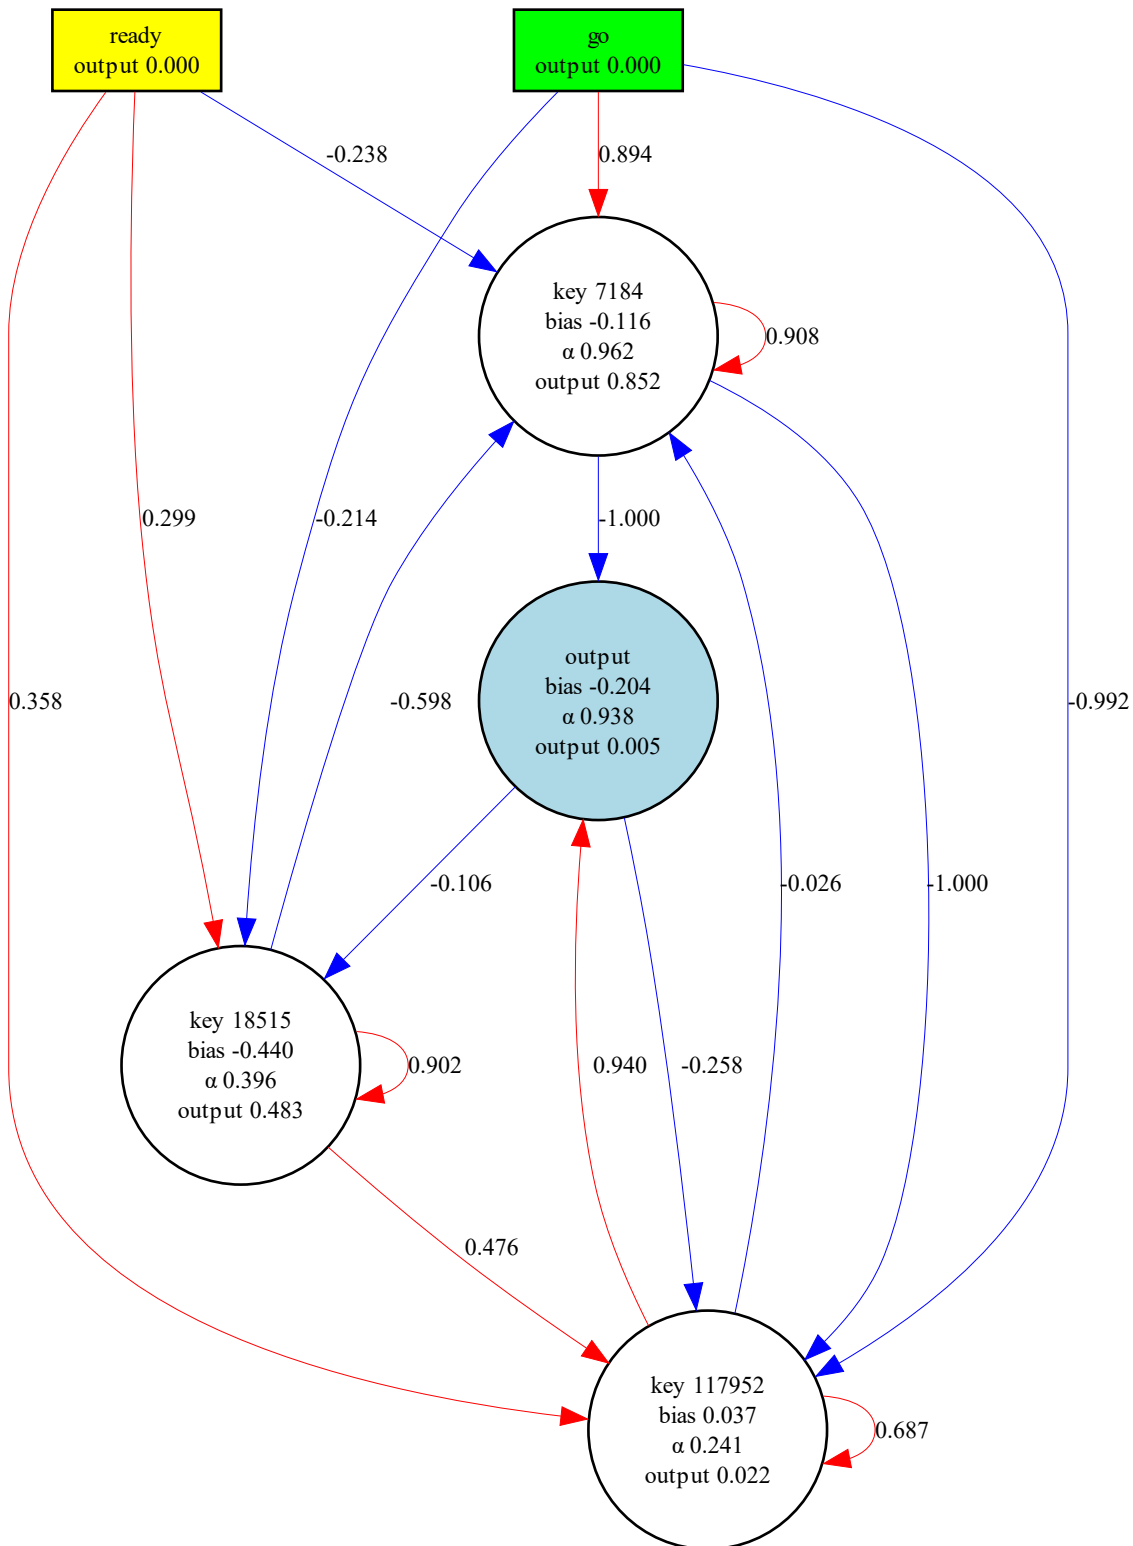 ready
output 0.000
go
output 0.000
-0.238
0.894
key 7184
bias -0.116
α 0.962
output 0.852
0.908
0.299
-0.214
-1.000
output
bias -0.204
α 0.938
output 0.005
0.358
-0.598
-0.992
-0.106
-0.026
-1.000
key 18515
bias -0.440
α 0.396
output 0.483
0.902
0.940
-0.258
0.476
key 117952
bias 0.037
α 0.241
output 0.022
0.687